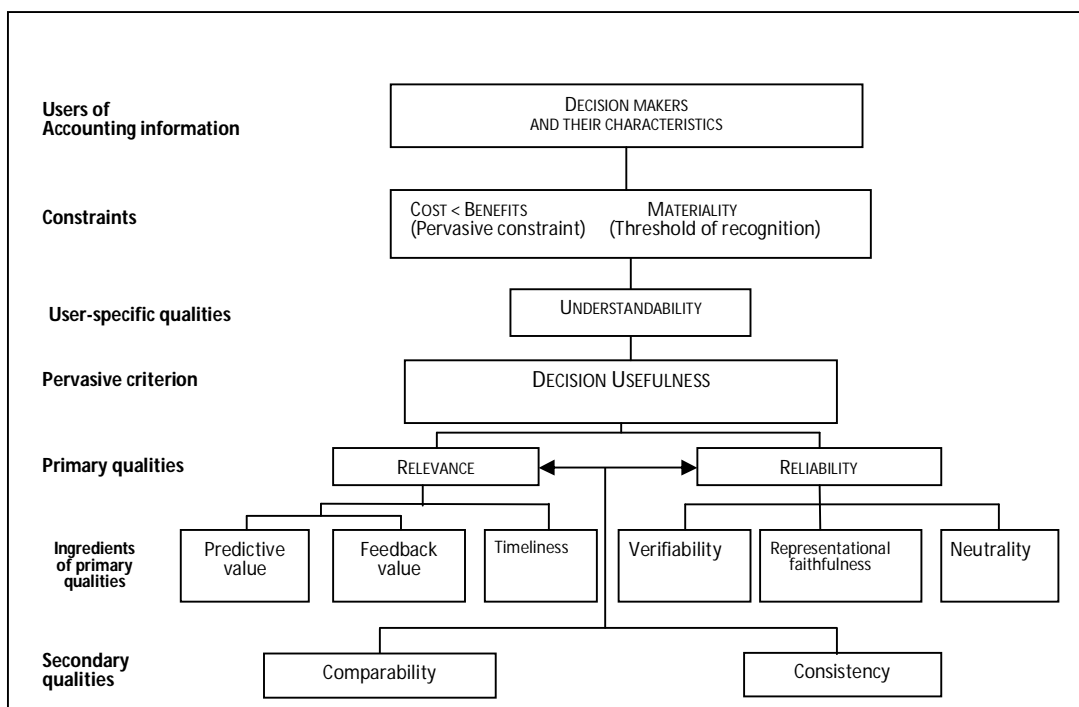 Users of
Accounting information
DECISION MAKERS
AND THEIR CHARACTERISTICS
Constraints
COST < BENEFITS
(Pervasive constraint)
MATERIALITY
(Threshold of recognition)
User-specific qualities
UNDERSTANDABILITY
Pervasive criterion
DECISION USEFULNESS
Primary qualities
RELEVANCE
RELIABILITY
Ingredients
of primary
qualities
Predictive
value
Feedback
value
Timeliness
Verifiability
Representational
faithfulness
Neutrality
Secondary
qualities
Comparability
Consistency